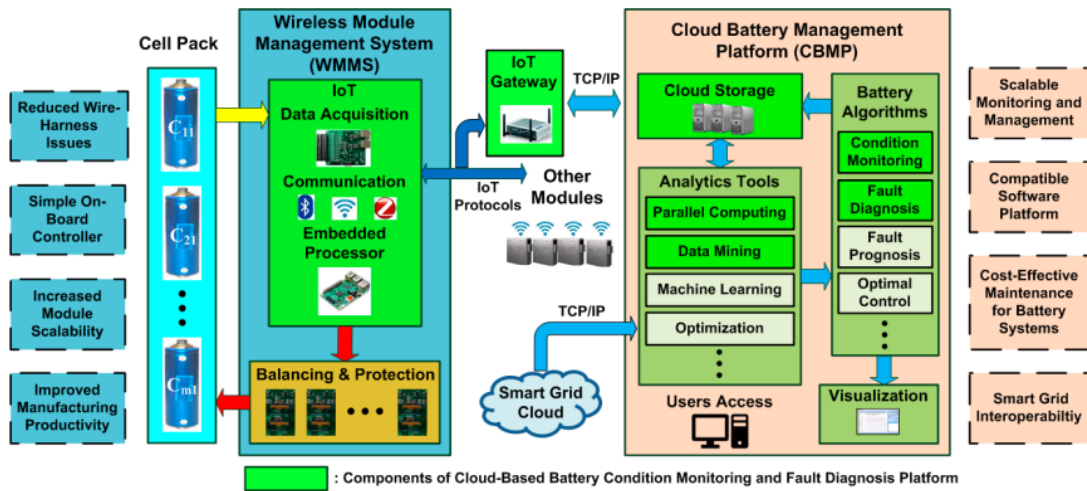 Cell Pack
Reduced Wire-
Harness
Issues
Simple On-
Board
Controller
Increased
Module
Scalability
Improved
Manufacturing
Productivity
C11
C21
Cm1
Wireless Module
Management System
(WMMS)
IoT
Data Acquisition
Communication
Embedded
Processor
Balancing & Protection
IoT
Gateway
TCP/IP
IoT
Protocols
Other
Modules
TCP/IP
Smart Grid
Cloud
Cloud Battery Management
Platform (CBMP)
Cloud Storage
Analytics Tools
Parallel Computing
Data Mining
Machine Learning
Optimization
Users Access
Battery
Algorithms
Condition
Monitoring
Fault
Diagnosis
Fault
Prognosis
Optimal
Control
Visualization
Scalable
Monitoring and
Management
Compatible
Software
Platform
Cost-Effective
Maintenance
for Battery
Systems
Smart Grid
Interoperabiltiy
: Components of Cloud-Based Battery Condition Monitoring and Fault Diagnosis Platform